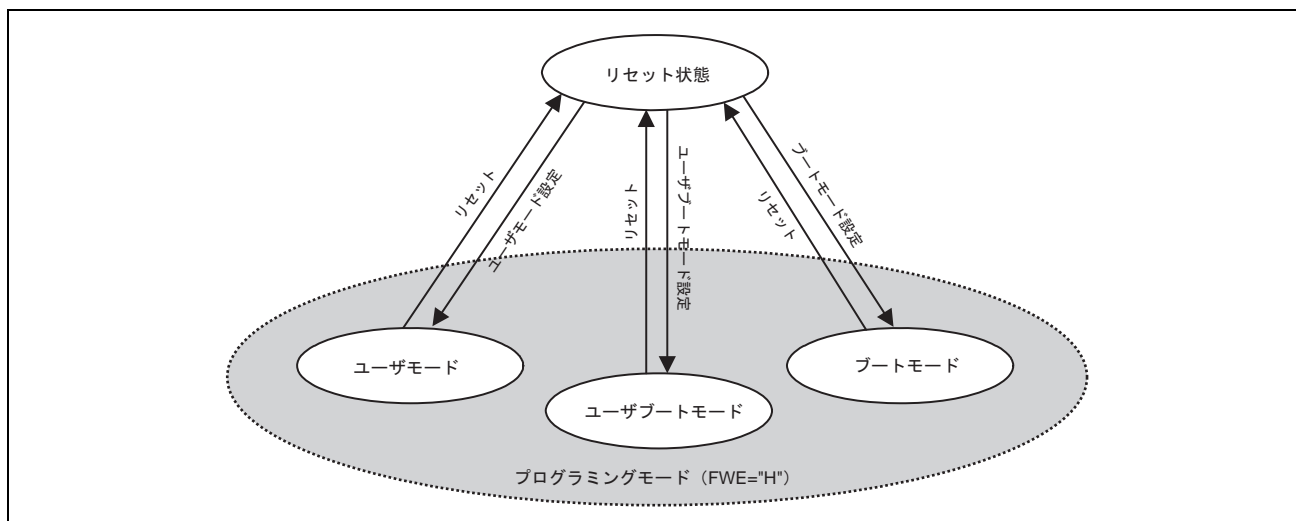 リセット状態
リセット
ユーザモード設定
リセット
ユーザブートモード設定
リセット
ブートモード設定
ユーザモード
ユーザブートモード
ブートモード
プログラミングモード（FWE="H"）